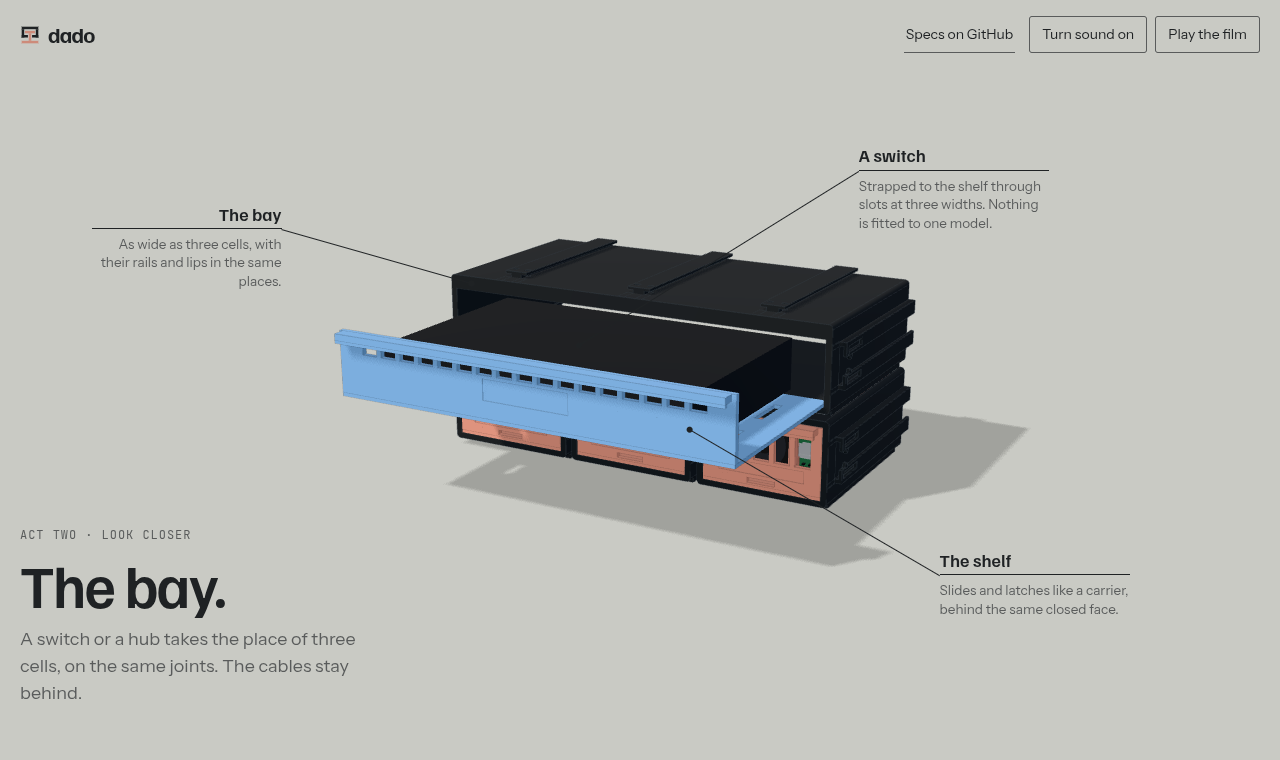 dado
Specs on GitHub
Turn sound on
Play the film
A switch
Strapped to the shelf through
slots at three widths. Nothing
is fitted to one model.
The bay
As wide as three cells, with
their rails and lips in the same
places.
The shelf
Slides and latches like a carrier,
behind the same closed face.
ACT TWO · LOOK CLOSER
The bay.
A switch or a hub takes the place of three
cells, on the same joints. The cables stay
behind.